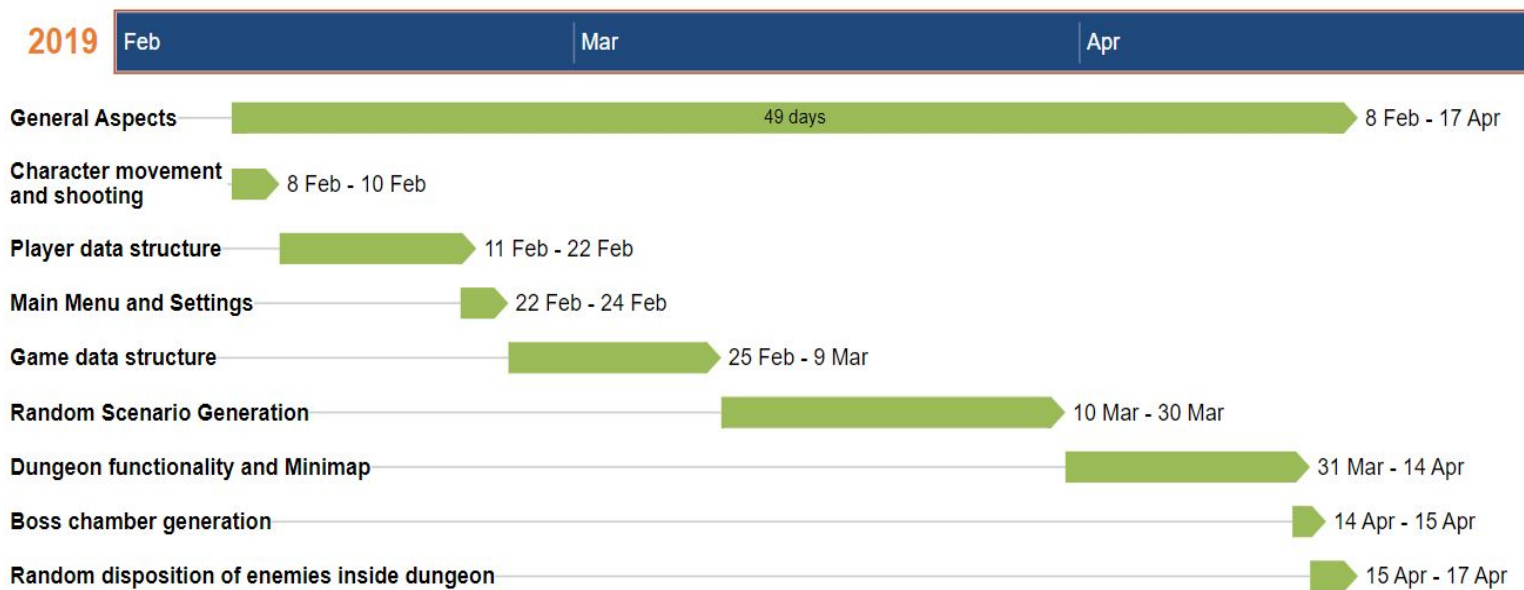 2019 Feb Mar Apr
General Aspects 49 days 8 Feb - 17 Apr
Character movement
and shooting 8 Feb - 10 Feb
Player data structure 11 Feb - 22 Feb
Main Menu and Settings 22 Feb - 24 Feb
Game data structure 25 Feb - 9 Mar
Random Scenario Generation 10 Mar - 30 Mar
Dungeon functionality and Minimap 31 Mar - 14 Apr
Boss chamber generation 14 Apr - 15 Apr
Random disposition of enemies inside dungeon 15 Apr - 17 Apr